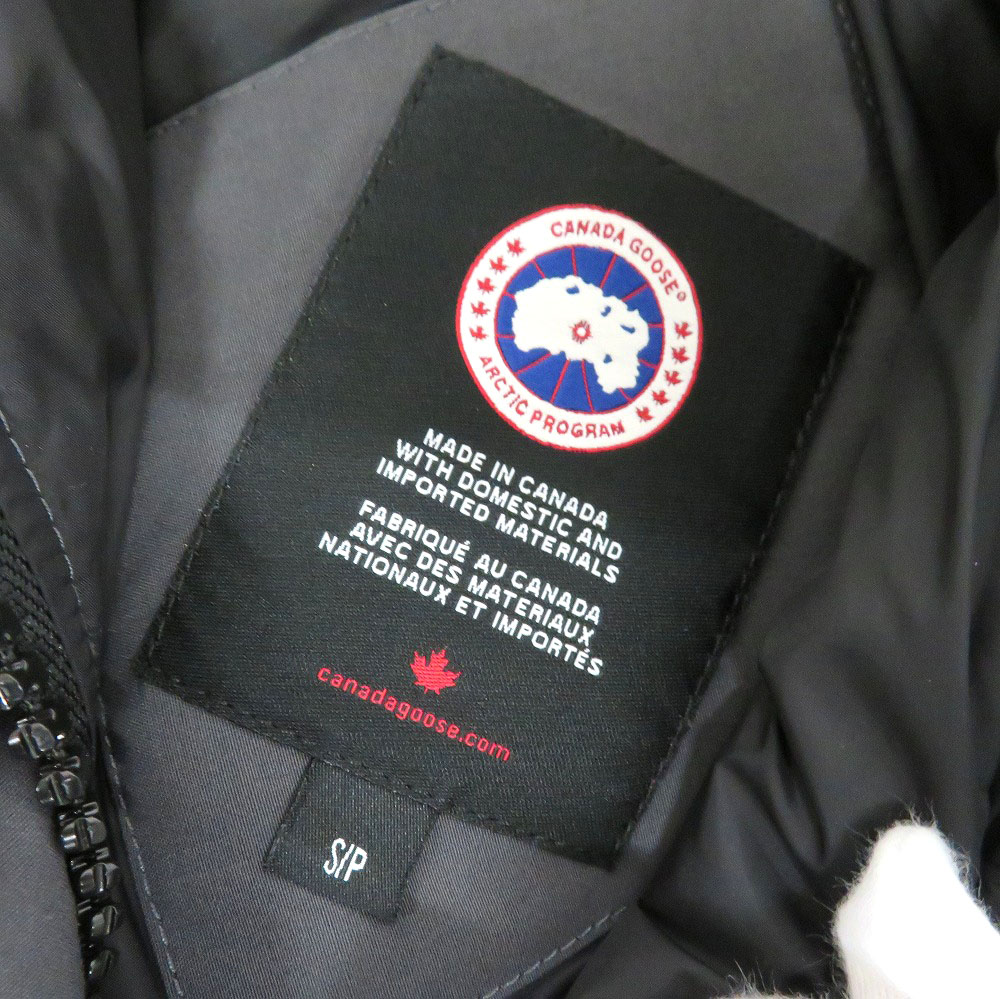 CANADA GOOSE®
ARCTIC PROGRAM
MADE IN CANADA
WITH DOMESTIC AND
IMPORTED MATERIALS
FABRIQUÉ AU CANADA
AVEC DES MATERIAUX
NATIONAUX ET IMPORTÉS
canadagoose.com
S/P